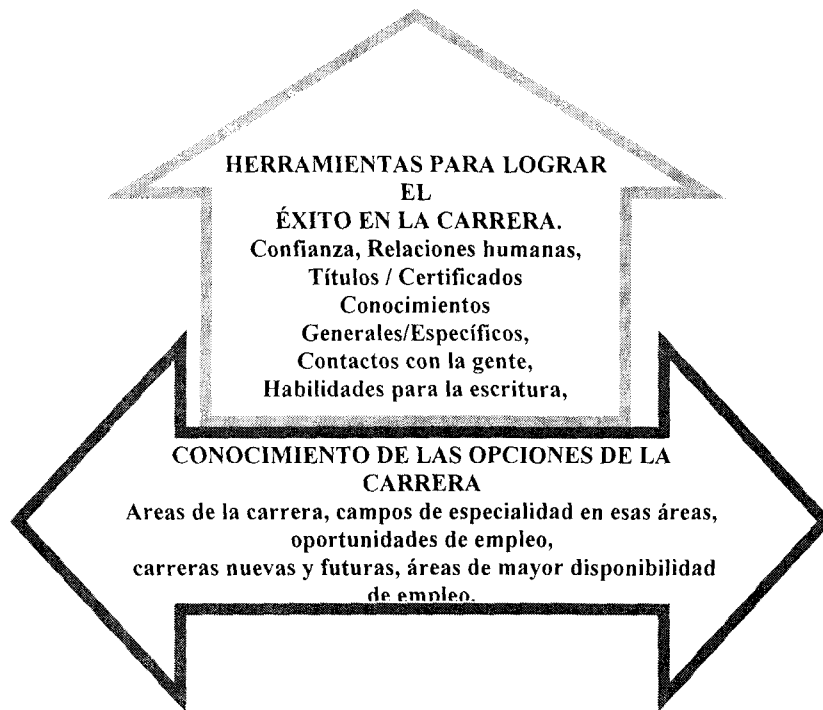 HERRAMIENTAS PARA LOGRAR
EL
ÉXITO EN LA CARRERA.
Confianza, Relaciones humanas,
Títulos / Certificados
Conocimientos
Generales/Específicos,
Contactos con la gente,
Habilidades para la escritura,
CONOCIMIENTO DE LAS OPCIONES DE LA
CARRERA
Areas de la carrera, campos de especialidad en esas áreas,
oportunidades de empleo,
carreras nuevas y futuras, áreas de mayor disponibilidad
de empleo.